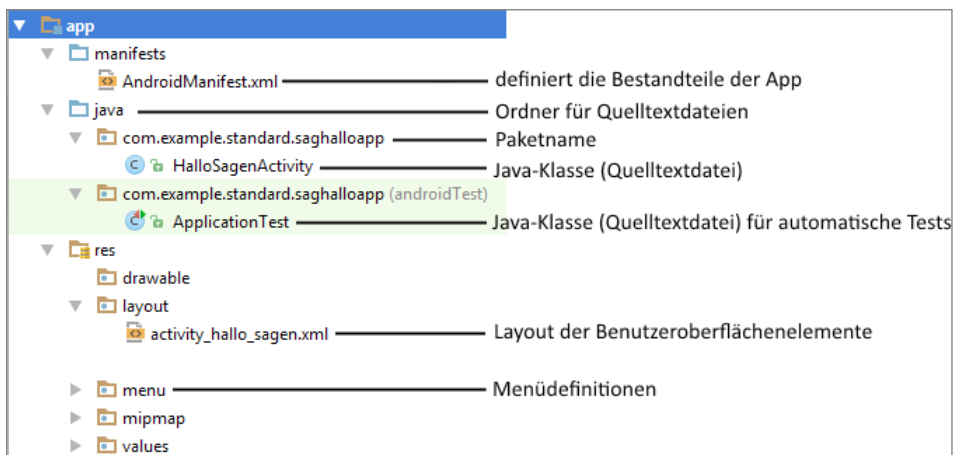 app
manifests
AndroidManifest.xml definiert die Bestandteile der App
java Ordner für Quelltextdateien
com.example.standard.saghalloapp Paketname
HalloSagenActivity Java-Klasse (Quelltextdatei)
com.example.standard.saghalloapp (androidTest)
ApplicationTest Java-Klasse (Quelltextdatei) für automatische Tests
res
drawable
layout
activity_hallo_sagen.xml Layout der Benutzeroberflächenelemente
menu Menüdefinitionen
mipmap
values